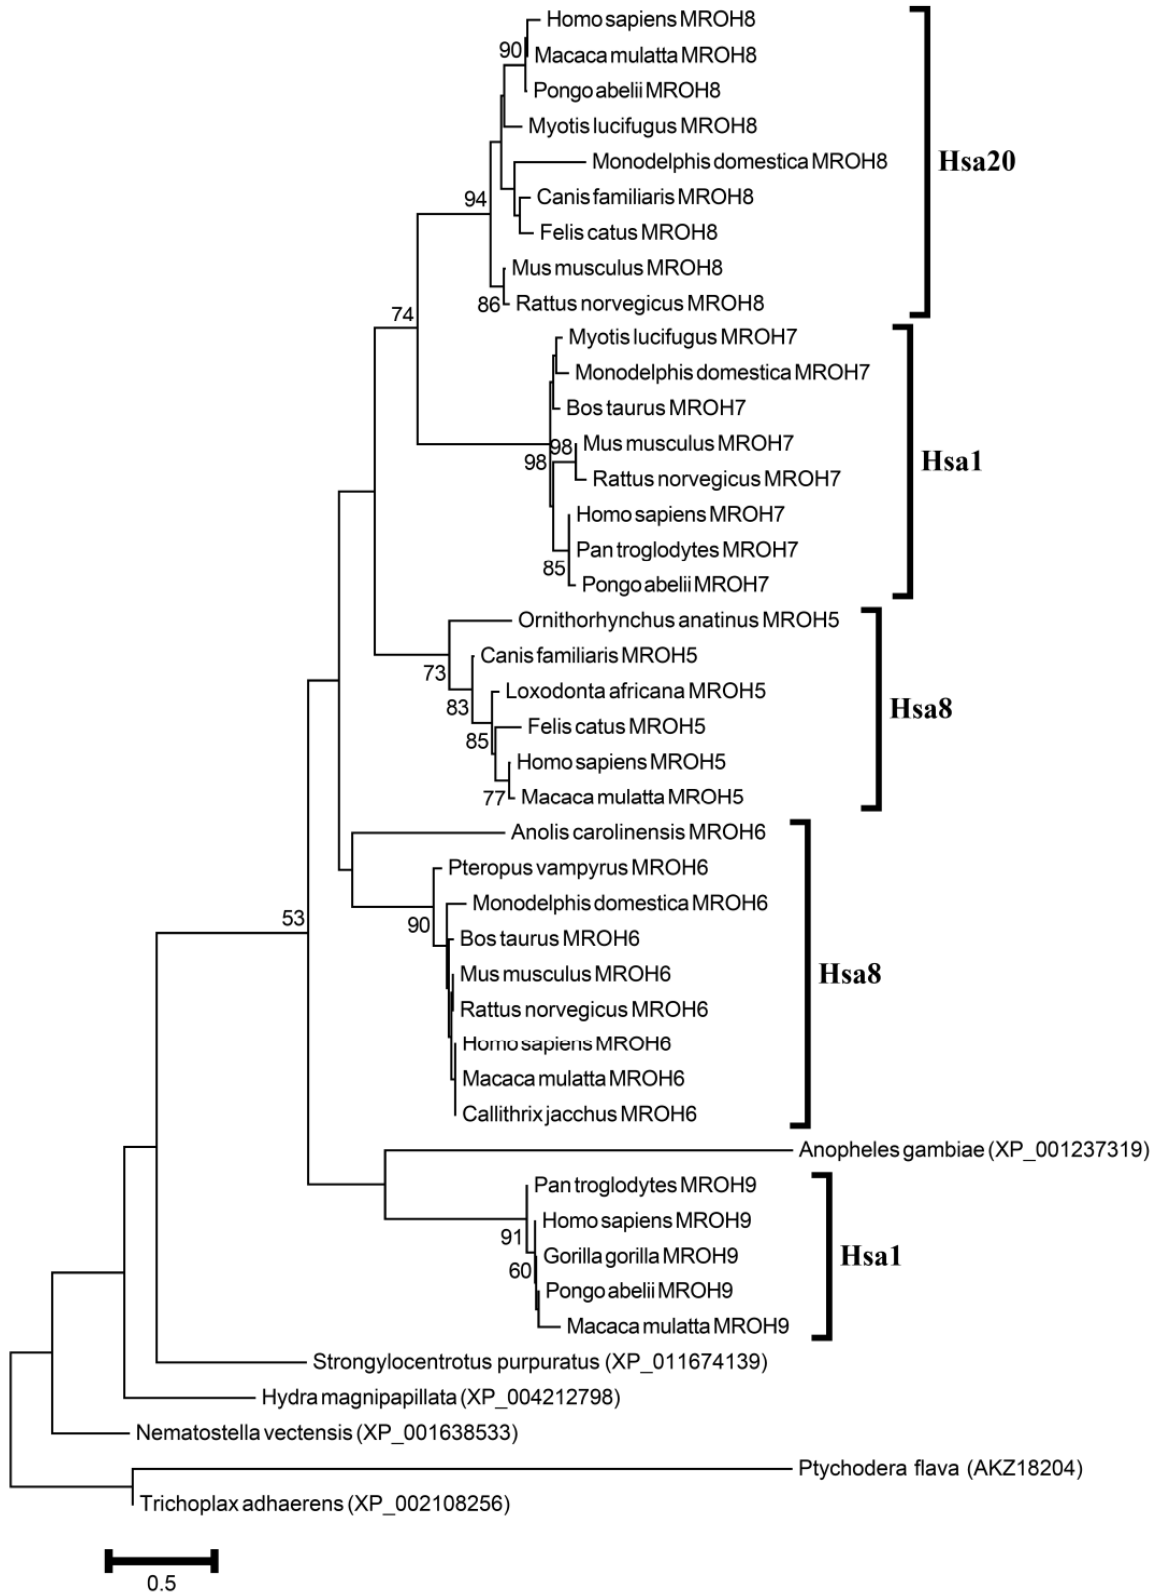 Homo sapiens MROH8
90
Macaca mulatta MROH8
Pongo abelii MROH8
Myotis lucifugus MROH8
Monodelphis domestica MROH8
Hsa20
Canis familiaris MROH8
94
Felis catus MROH8
Mus musculus MROH8
86
Rattus norvegicus MROH8
74
Myotis lucifugus MROH7
Monodelphis domestica MROH7
Bos taurus MROH7
98
Mus musculus MROH7
98
Hsa1
Rattus norvegicus MROH7
Homo sapiens MROH7
Pan troglodytes MROH7
85
Pongo abelii MROH7
Ornithorhynchus anatinus MROH5
Canis familiaris MROH5
73
Loxodonta africana MROH5
83
Hsa8
Felis catus MROH5
85
Homo sapiens MROH5
77
Macaca mulatta MROH5
Anolis carolinensis MROH6
Pteropus vampyrus MROH6
Monodelphis domestica MROH6
53
90
Bos taurus MROH6
Mus musculus MROH6
Hsa8
Rattus norvegicus MROH6
Homo sapiens MROH6
Macaca mulatta MROH6
Callithrix jacchus MROH6
Anopheles gambiae (XP_001237319)
Pan troglodytes MROH9
Homo sapiens MROH9
91
Gorilla gorilla MROH9
Hsa1
60
Pongo abelii MROH9
Macaca mulatta MROH9
Strongylocentrotus purpuratus (XP_011674139)
Hydra magnipapillata (XP_004212798)
Nematostella vectensis (XP_001638533)
Ptychodera flava (AKZ18204)
Trichoplax adhaerens (XP_002108256)
0.5